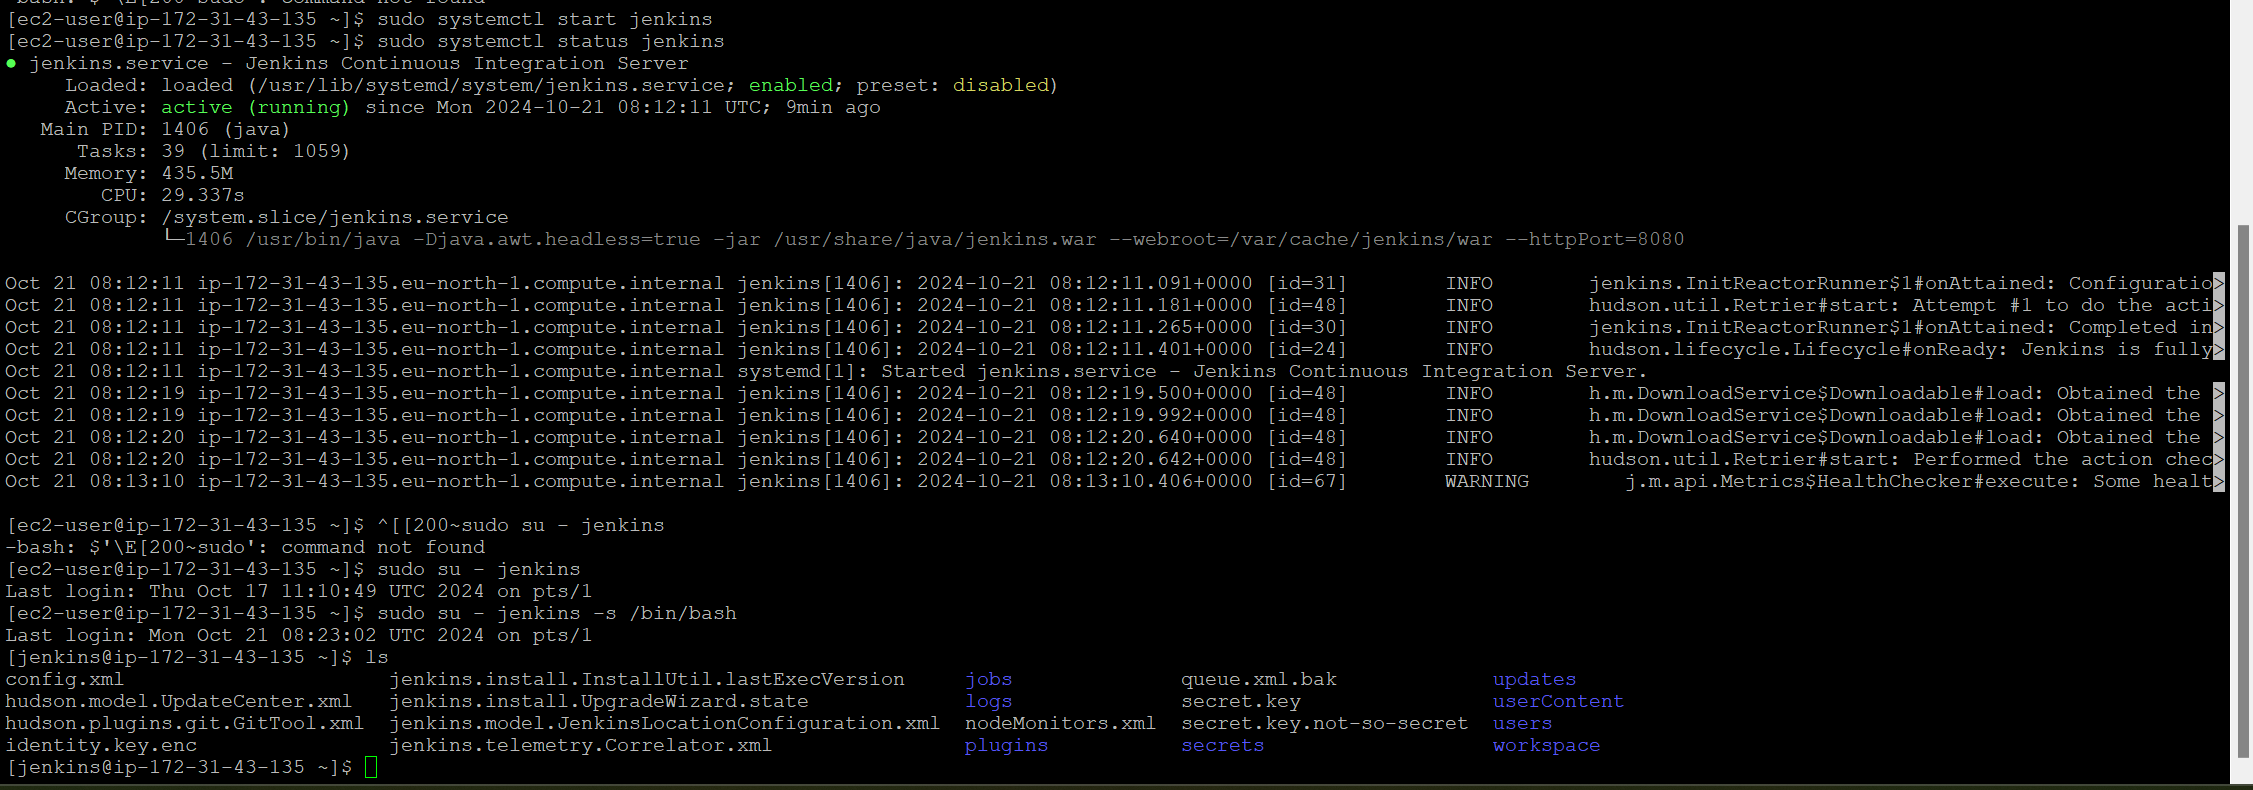 -bash: $'\E[200~sudo': command not found
[ec2-user@ip-172-31-43-135 ~]$ sudo systemctl start jenkins
[ec2-user@ip-172-31-43-135 ~]$ sudo systemctl status jenkins
● jenkins.service - Jenkins Continuous Integration Server
     Loaded: loaded (/usr/lib/systemd/system/jenkins.service; enabled; preset: disabled)
     Active: active (running) since Mon 2024-10-21 08:12:11 UTC; 9min ago
   Main PID: 1406 (java)
      Tasks: 39 (limit: 1059)
     Memory: 435.5M
        CPU: 29.337s
     CGroup: /system.slice/jenkins.service
             └─1406 /usr/bin/java -Djava.awt.headless=true -jar /usr/share/java/jenkins.war --webroot=/var/cache/jenkins/war --httpPort=8080
Oct 21 08:12:11 ip-172-31-43-135.eu-north-1.compute.internal jenkins[1406]: 2024-10-21 08:12:11.091+0000 [id=31]        INFO        jenkins.InitReactorRunner$1#onAttained: Configuratio>
Oct 21 08:12:11 ip-172-31-43-135.eu-north-1.compute.internal jenkins[1406]: 2024-10-21 08:12:11.181+0000 [id=48]        INFO        hudson.util.Retrier#start: Attempt #1 to do the acti>
Oct 21 08:12:11 ip-172-31-43-135.eu-north-1.compute.internal jenkins[1406]: 2024-10-21 08:12:11.265+0000 [id=30]        INFO        jenkins.InitReactorRunner$1#onAttained: Completed in>
Oct 21 08:12:11 ip-172-31-43-135.eu-north-1.compute.internal jenkins[1406]: 2024-10-21 08:12:11.401+0000 [id=24]        INFO        hudson.lifecycle.Lifecycle#onReady: Jenkins is fully>
Oct 21 08:12:11 ip-172-31-43-135.eu-north-1.compute.internal systemd[1]: Started jenkins.service - Jenkins Continuous Integration Server.
Oct 21 08:12:19 ip-172-31-43-135.eu-north-1.compute.internal jenkins[1406]: 2024-10-21 08:12:19.500+0000 [id=48]        INFO        h.m.DownloadService$Downloadable#load: Obtained the >
Oct 21 08:12:19 ip-172-31-43-135.eu-north-1.compute.internal jenkins[1406]: 2024-10-21 08:12:19.992+0000 [id=48]        INFO        h.m.DownloadService$Downloadable#load: Obtained the >
Oct 21 08:12:20 ip-172-31-43-135.eu-north-1.compute.internal jenkins[1406]: 2024-10-21 08:12:20.640+0000 [id=48]        INFO        h.m.DownloadService$Downloadable#load: Obtained the >
Oct 21 08:12:20 ip-172-31-43-135.eu-north-1.compute.internal jenkins[1406]: 2024-10-21 08:12:20.642+0000 [id=48]        INFO        hudson.util.Retrier#start: Performed the action chec>
Oct 21 08:13:10 ip-172-31-43-135.eu-north-1.compute.internal jenkins[1406]: 2024-10-21 08:13:10.406+0000 [id=67]        WARNING        j.m.api.Metrics$HealthChecker#execute: Some healt>
[ec2-user@ip-172-31-43-135 ~]$ ^[[200~sudo su - jenkins
-bash: $'\E[200~sudo': command not found
[ec2-user@ip-172-31-43-135 ~]$ sudo su - jenkins
Last login: Thu Oct 17 11:10:49 UTC 2024 on pts/1
[ec2-user@ip-172-31-43-135 ~]$ sudo su - jenkins -s /bin/bash
Last login: Mon Oct 21 08:23:02 UTC 2024 on pts/1
[jenkins@ip-172-31-43-135 ~]$ ls
config.xml                      jenkins.install.InstallUtil.lastExecVersion     jobs              queue.xml.bak             updates
hudson.model.UpdateCenter.xml   jenkins.install.UpgradeWizard.state             logs              secret.key                userContent
hudson.plugins.git.GitTool.xml  jenkins.model.JenkinsLocationConfiguration.xml  nodeMonitors.xml  secret.key.not-so-secret  users
identity.key.enc                jenkins.telemetry.Correlator.xml                plugins           secrets                   workspace
[jenkins@ip-172-31-43-135 ~]$